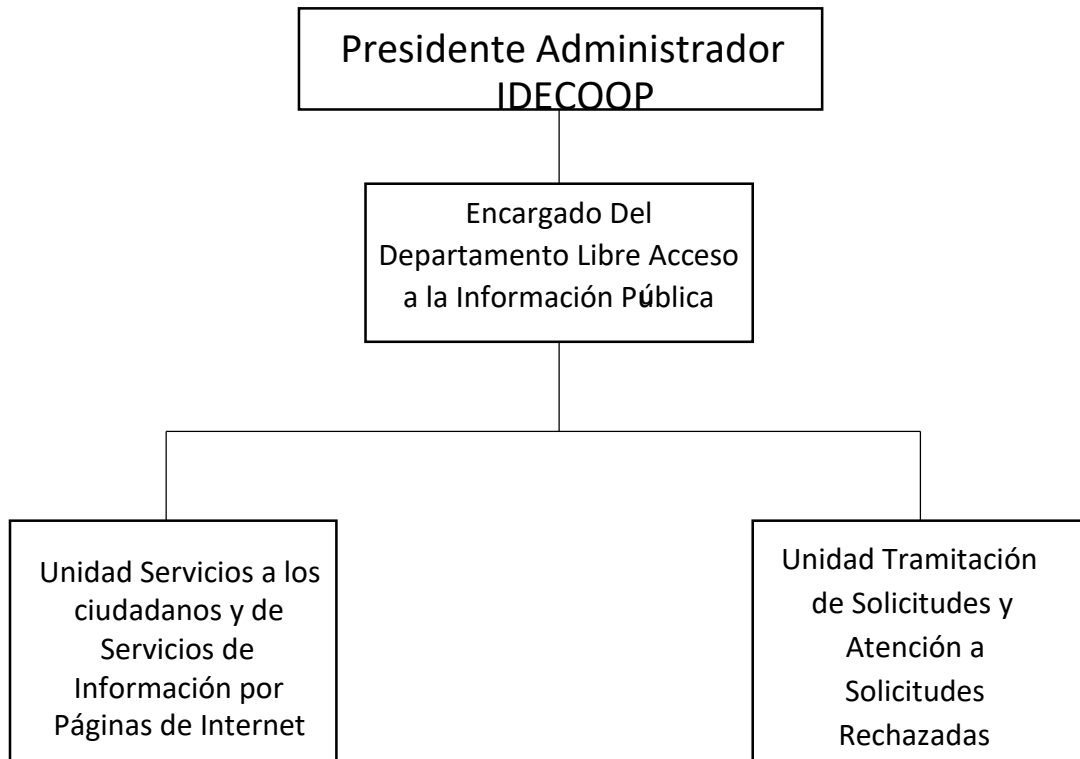 Presidente Administrador
IDECOOP
Encargado Del
Departamento Libre Acceso
a la Información Pública
Unidad Servicios a los
ciudadanos y de
Servicios de
Información por
Páginas de Internet
Unidad Tramitación
de Solicitudes y
Atención a
Solicitudes
Rechazadas